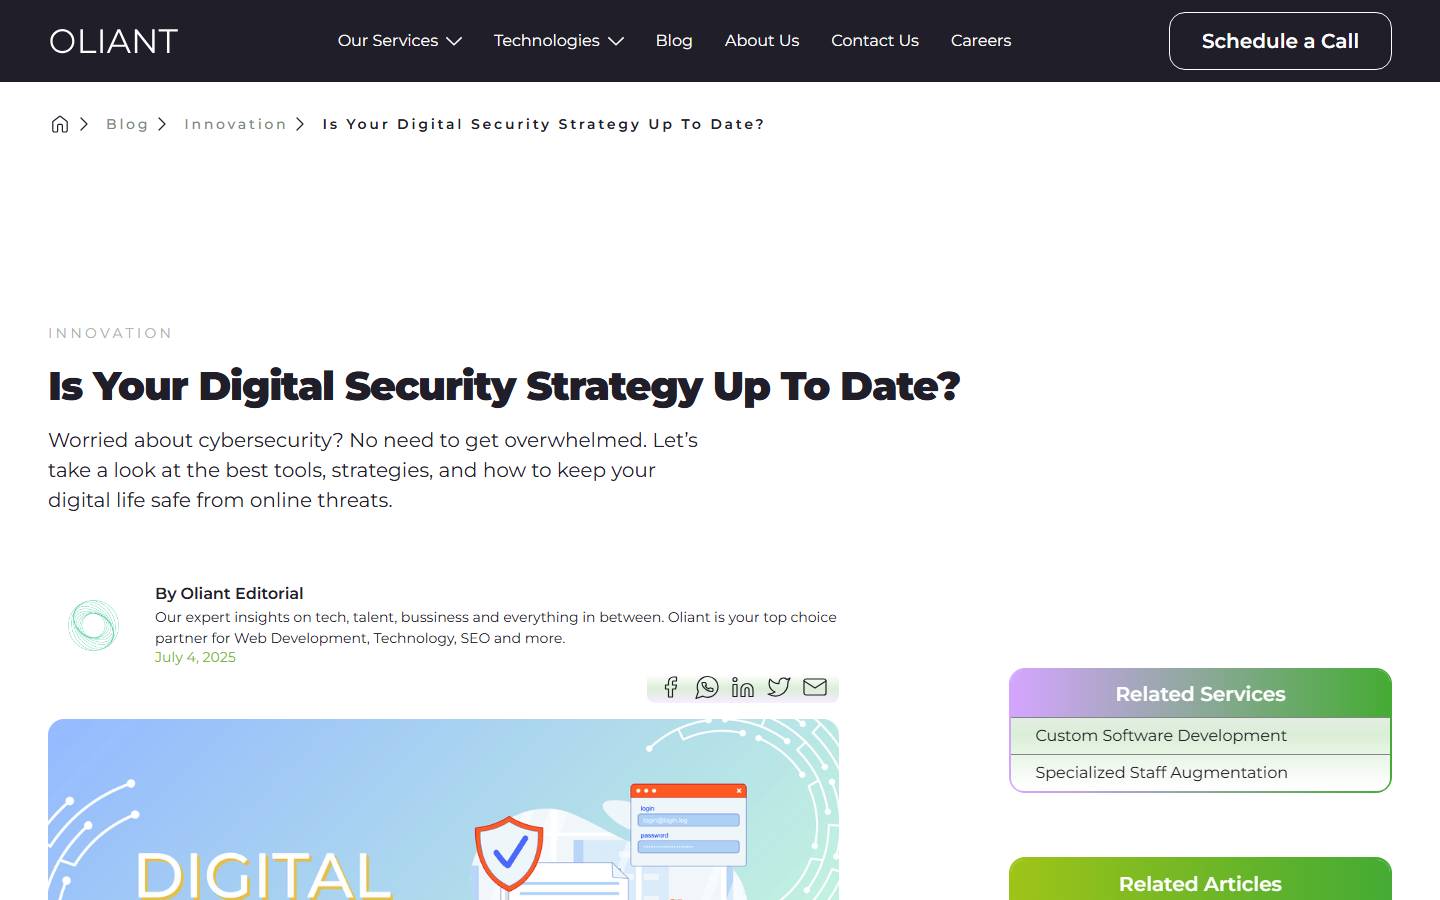 OLIANT
Our Services
Technologies
Blog
About Us
Contact Us
Careers
Schedule a Call
Blog
Innovation
Is Your Digital Security Strategy Up To Date?
INNOVATION
Is Your Digital Security Strategy Up To Date?
Worried about cybersecurity? No need to get overwhelmed. Let’s
take a look at the best tools, strategies, and how to keep your
digital life safe from online threats.
By Oliant Editorial
Our expert insights on tech, talent, bussiness and everything in between. Oliant is your top choice
partner for Web Development, Technology, SEO and more.
July 4, 2025
DIGITAL
login
login@login.log
password
Related Services
Custom Software Development
Specialized Staff Augmentation
Related Articles